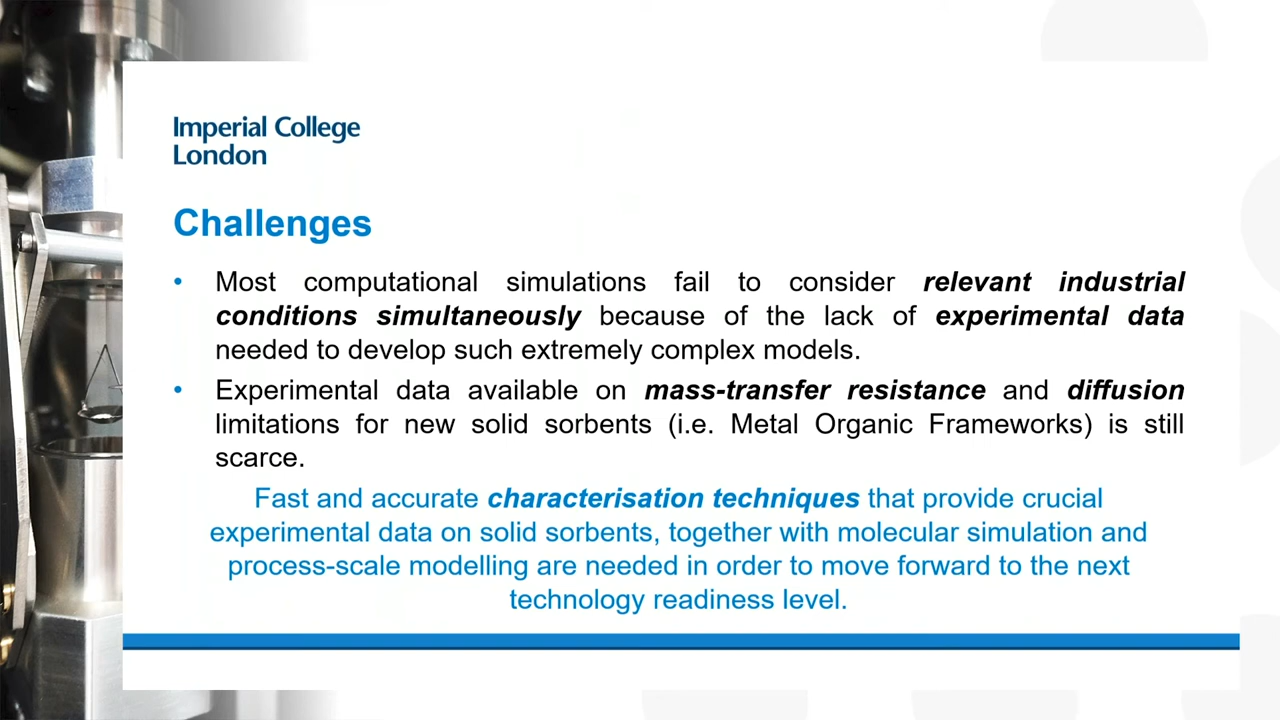 Imperial College
London
Challenges
• Most computational simulations fail to consider relevant industrial
conditions simultaneously because of the lack of experimental data
needed to develop such extremely complex models.
• Experimental data available on mass-transfer resistance and diffusion
limitations for new solid sorbents (i.e. Metal Organic Frameworks) is still
scarce.
Fast and accurate characterisation techniques that provide crucial
experimental data on solid sorbents, together with molecular simulation and
process-scale modelling are needed in order to move forward to the next
technology readiness level.